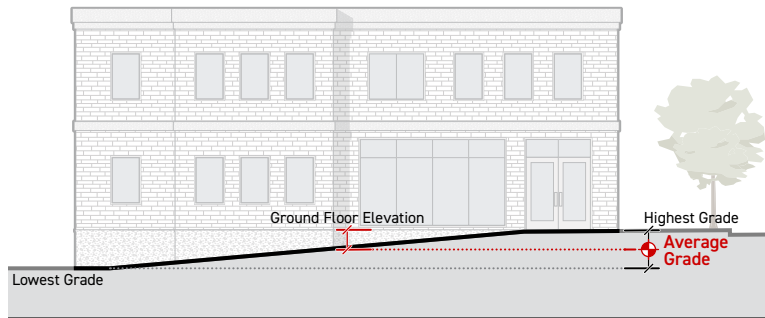 Ground Floor Elevation
Highest Grade
Average
Grade
Lowest Grade